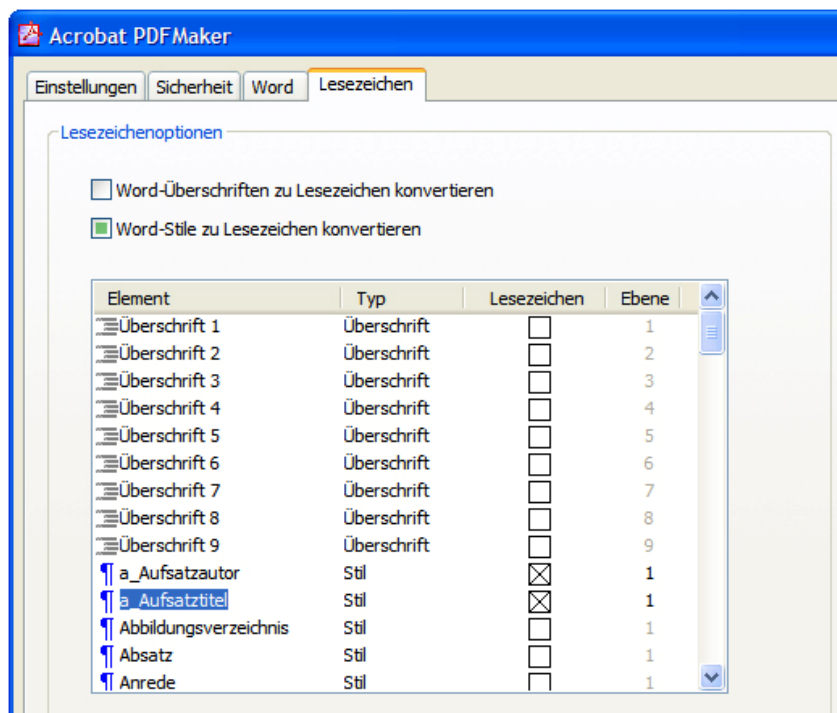 Acrobat PDFMaker
Einstellungen Sicherheit Word Lesezeichen
Lesezeichenoptionen
Word-Überschriften zu Lesezeichen konvertieren
Word-Stile zu Lesezeichen konvertieren
Element Typ Lesezeichen Ebene
Überschrift 1 Überschrift 1
Überschrift 2 Überschrift 2
Überschrift 3 Überschrift 3
Überschrift 4 Überschrift 4
Überschrift 5 Überschrift 5
Überschrift 6 Überschrift 6
Überschrift 7 Überschrift 7
Überschrift 8 Überschrift 8
Überschrift 9 Überschrift 9
¶ a_Aufsatzautor Stil 1
¶ a_Aufsatztitel Stil 1
¶ Abbildungsverzeichnis Stil 1
¶ Absatz Stil 1
¶ Anrede Stil 1